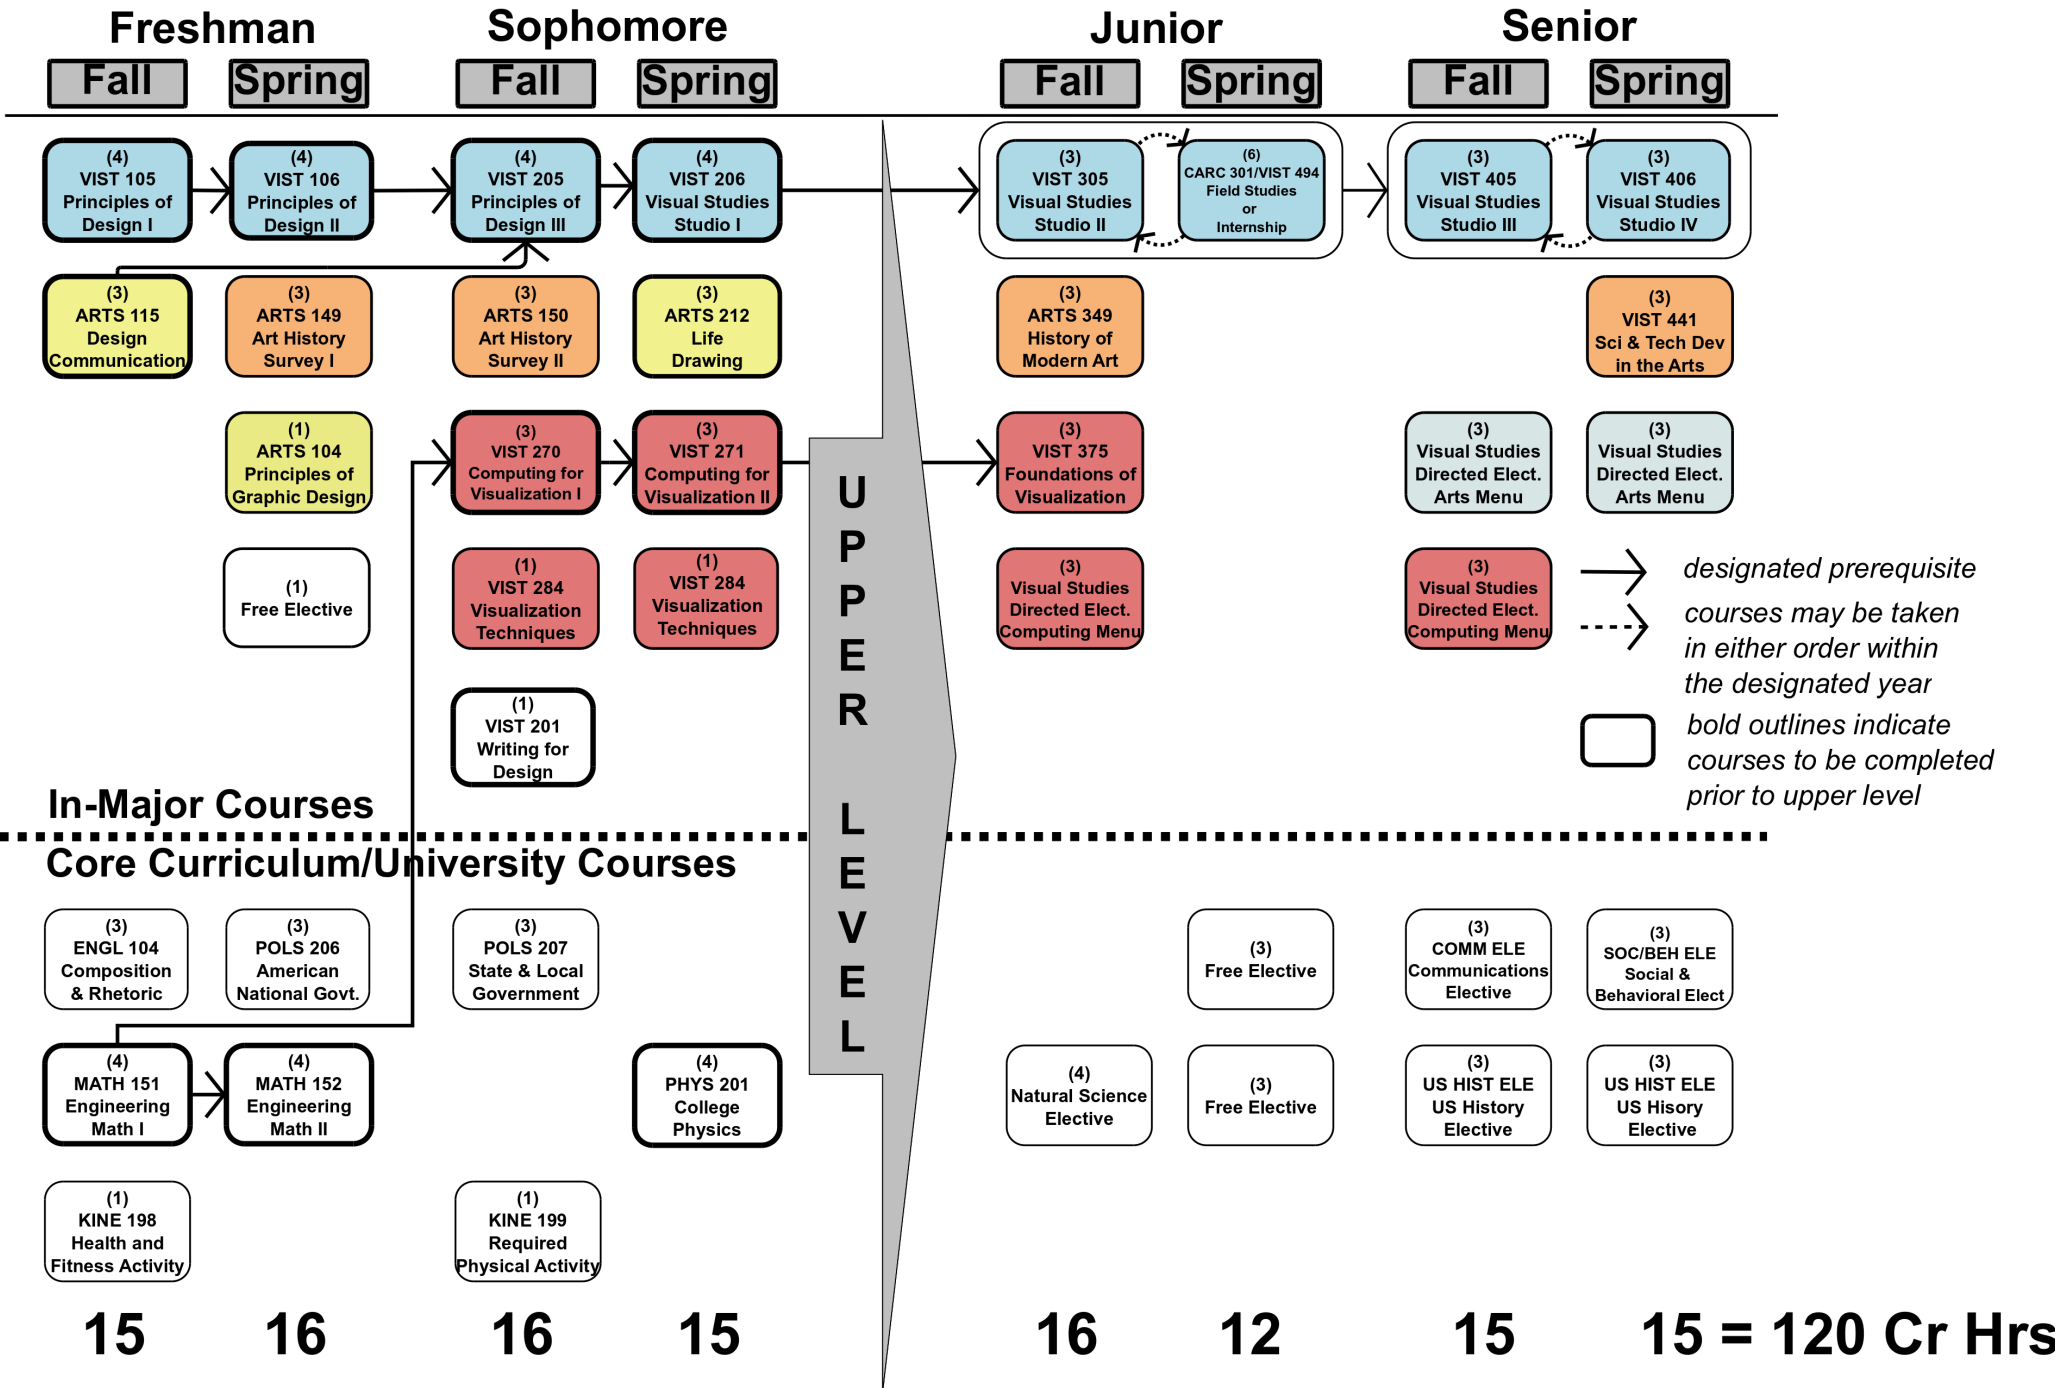 Freshman
Sophomore
Junior
Senior
Fall
Spring
Fall
Spring
Fall
Spring
Fall
Spring
(4)
VIST 105
Principles of
Design I
(4)
VIST 106
Principles of
Design II
(4)
VIST 205
Principles of
Design III
(4)
VIST 206
Visual Studies
Studio I
(3)
VIST 305
Visual Studies
Studio II
(6)
CARC 301/VIST 494
Field Studies
or
Internship
(3)
VIST 405
Visual Studies
Studio III
(3)
VIST 406
Visual Studies
Studio IV
(3)
ARTS 115
Design
Communication
(3)
ARTS 149
Art History
Survey I
(3)
ARTS 150
Art History
Survey II
(3)
ARTS 212
Life
Drawing
(3)
ARTS 349
History of
Modern Art
(3)
VIST 441
Sci & Tech Dev
in the Arts
(1)
ARTS 104
Principles of
Graphic Design
(3)
VIST 270
Computing for
Visualization I
(3)
VIST 271
Computing for
Visualization II
(3)
VIST 375
Foundations of
Visualization
(3)
Visual Studies
Directed Elect.
Arts Menu
(3)
Visual Studies
Directed Elect.
Arts Menu
(1)
Free Elective
(1)
VIST 284
Visualization
Techniques
(1)
VIST 284
Visualization
Techniques
(3)
Visual Studies
Directed Elect.
Computing Menu
(3)
Visual Studies
Directed Elect.
Computing Menu
designated prerequisite
courses may be taken
in either order within
the designated year
bold outlines indicate
courses to be completed
prior to upper level
(1)
VIST 201
Writing for
Design
U
P
P
E
R
L
E
V
E
L
In-Major Courses
Core Curriculum/University Courses
(3)
ENGL 104
Composition
& Rhetoric
(3)
POLS 206
American
National Govt.
(3)
POLS 207
State & Local
Government
(3)
Free Elective
(3)
COMM ELE
Communications
Elective
(3)
SOC/BEH ELE
Social &
Behavioral Elect
(4)
MATH 151
Engineering
Math I
(4)
MATH 152
Engineering
Math II
(4)
PHYS 201
College
Physics
(4)
Natural Science
Elective
(3)
Free Elective
(3)
US HIST ELE
US History
Elective
(3)
US HIST ELE
US Hisory
Elective
(1)
KINE 198
Health and
Fitness Activity
(1)
KINE 199
Required
Physical Activity
15 16 16 15 16 12 15 15 = 120 Cr Hrs